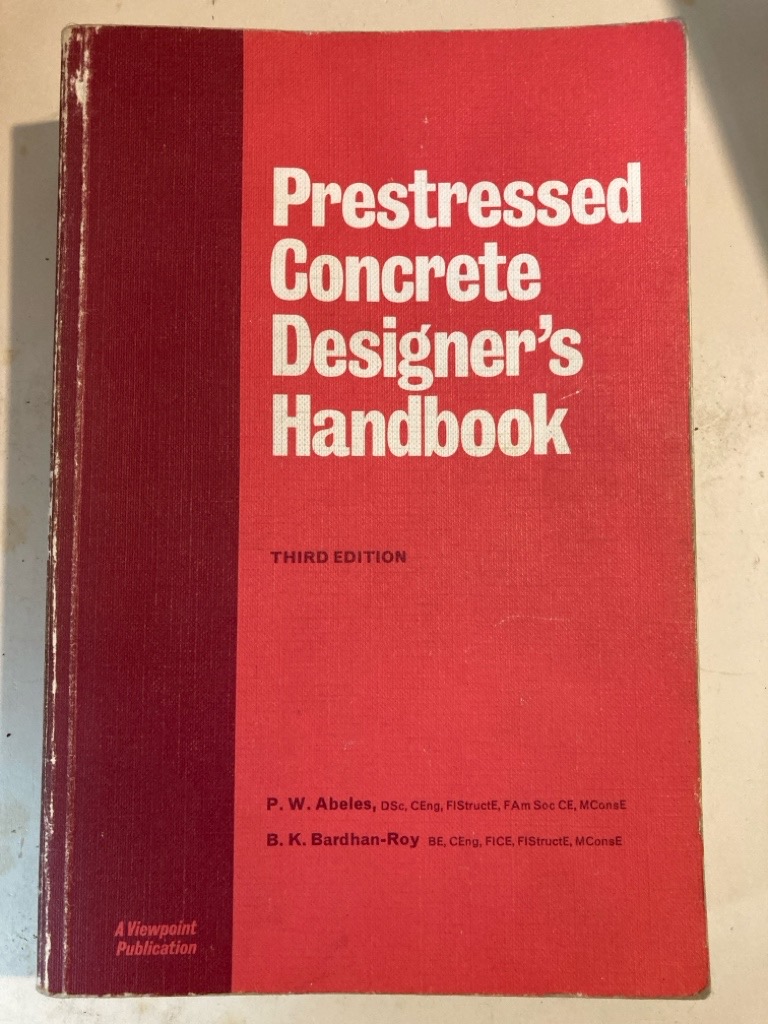 Prestressed
Concrete
Designer's
Handbook
THIRD EDITION
P. W. Abeles, DSc, CEng, FIStructE, FAm Soc CE, MConsE
B. K. Bardhan-Roy BE, CEng, FICE, FIStructE, MConsE
A Viewpoint
Publication